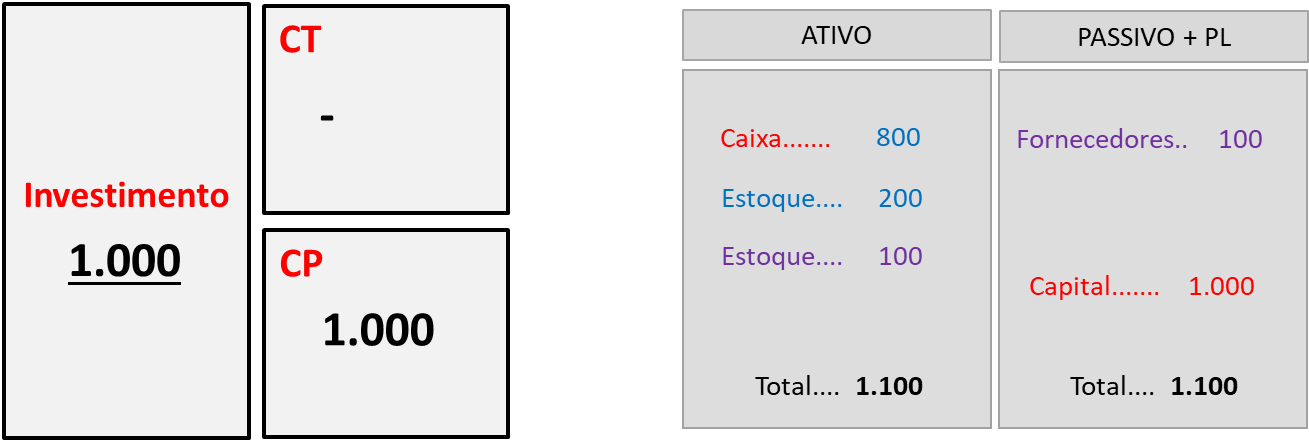 Investimento
1.000
CT
-
CP
1.000
ATIVO
Caixa....... 800
Estoque.... 200
Estoque.... 100
Total.... 1.100
PASSIVO + PL
Fornecedores.. 100
Capital....... 1.000
Total.... 1.100